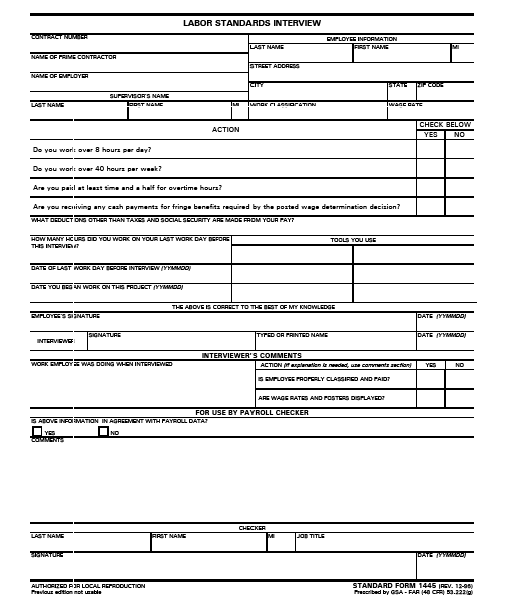 LABOR STANDARDS INTERVIEW
CONTRACT NUMBER
EMPLOYEE INFORMATION
LAST NAME FIRST NAME MI
NAME OF PRIME CONTRACTOR
STREET ADDRESS
NAME OF EMPLOYER
CITY STATE ZIP CODE
SUPERVISOR'S NAME
LAST NAME FIRST NAME MI WORK CLASSIFICATION WAGE RATE
ACTION
CHECK BELOW
YES NO
Do you work over 8 hours per day?
Do you work over 40 hours per week?
Are you paid at least time and a half for overtime hours?
Are you receiving any cash payments for fringe benefits required by the posted wage determination decision?
WHAT DEDUCTIONS OTHER THAN TAXES AND SOCIAL SECURITY ARE MADE FROM YOUR PAY?
HOW MANY HOURS DID YOU WORK ON YOUR LAST WORK DAY BEFORE
THIS INTERVIEW?
TOOLS YOU USE
DATE OF LAST WORK DAY BEFORE INTERVIEW (YYMMDD)
DATE YOU BEGAN WORK ON THIS PROJECT (YYMMDD)
THE ABOVE IS CORRECT TO THE BEST OF MY KNOWLEDGE
EMPLOYEE'S SIGNATURE DATE (YYMMDD)
INTERVIEWER SIGNATURE TYPED OR PRINTED NAME DATE (YYMMDD)
INTERVIEWER'S COMMENTS
WORK EMPLOYEE WAS DOING WHEN INTERVIEWED
ACTION (If explanation is needed, use comments section) YES NO
IS EMPLOYEE PROPERLY CLASSIFIED AND PAID?
ARE WAGE RATES AND POSTERS DISPLAYED?
FOR USE BY PAYROLL CHECKER
IS ABOVE INFORMATION IN AGREEMENT WITH PAYROLL DATA?
YES NO
COMMENTS
CHECKER
LAST NAME FIRST NAME MI JOB TITLE
SIGNATURE DATE (YYMMDD)
AUTHORIZED FOR LOCAL REPRODUCTION
Previous edition not usable
STANDARD FORM 1445 (REV. 12-96)
Prescribed by GSA - FAR (48 CFR) 53.222(g)